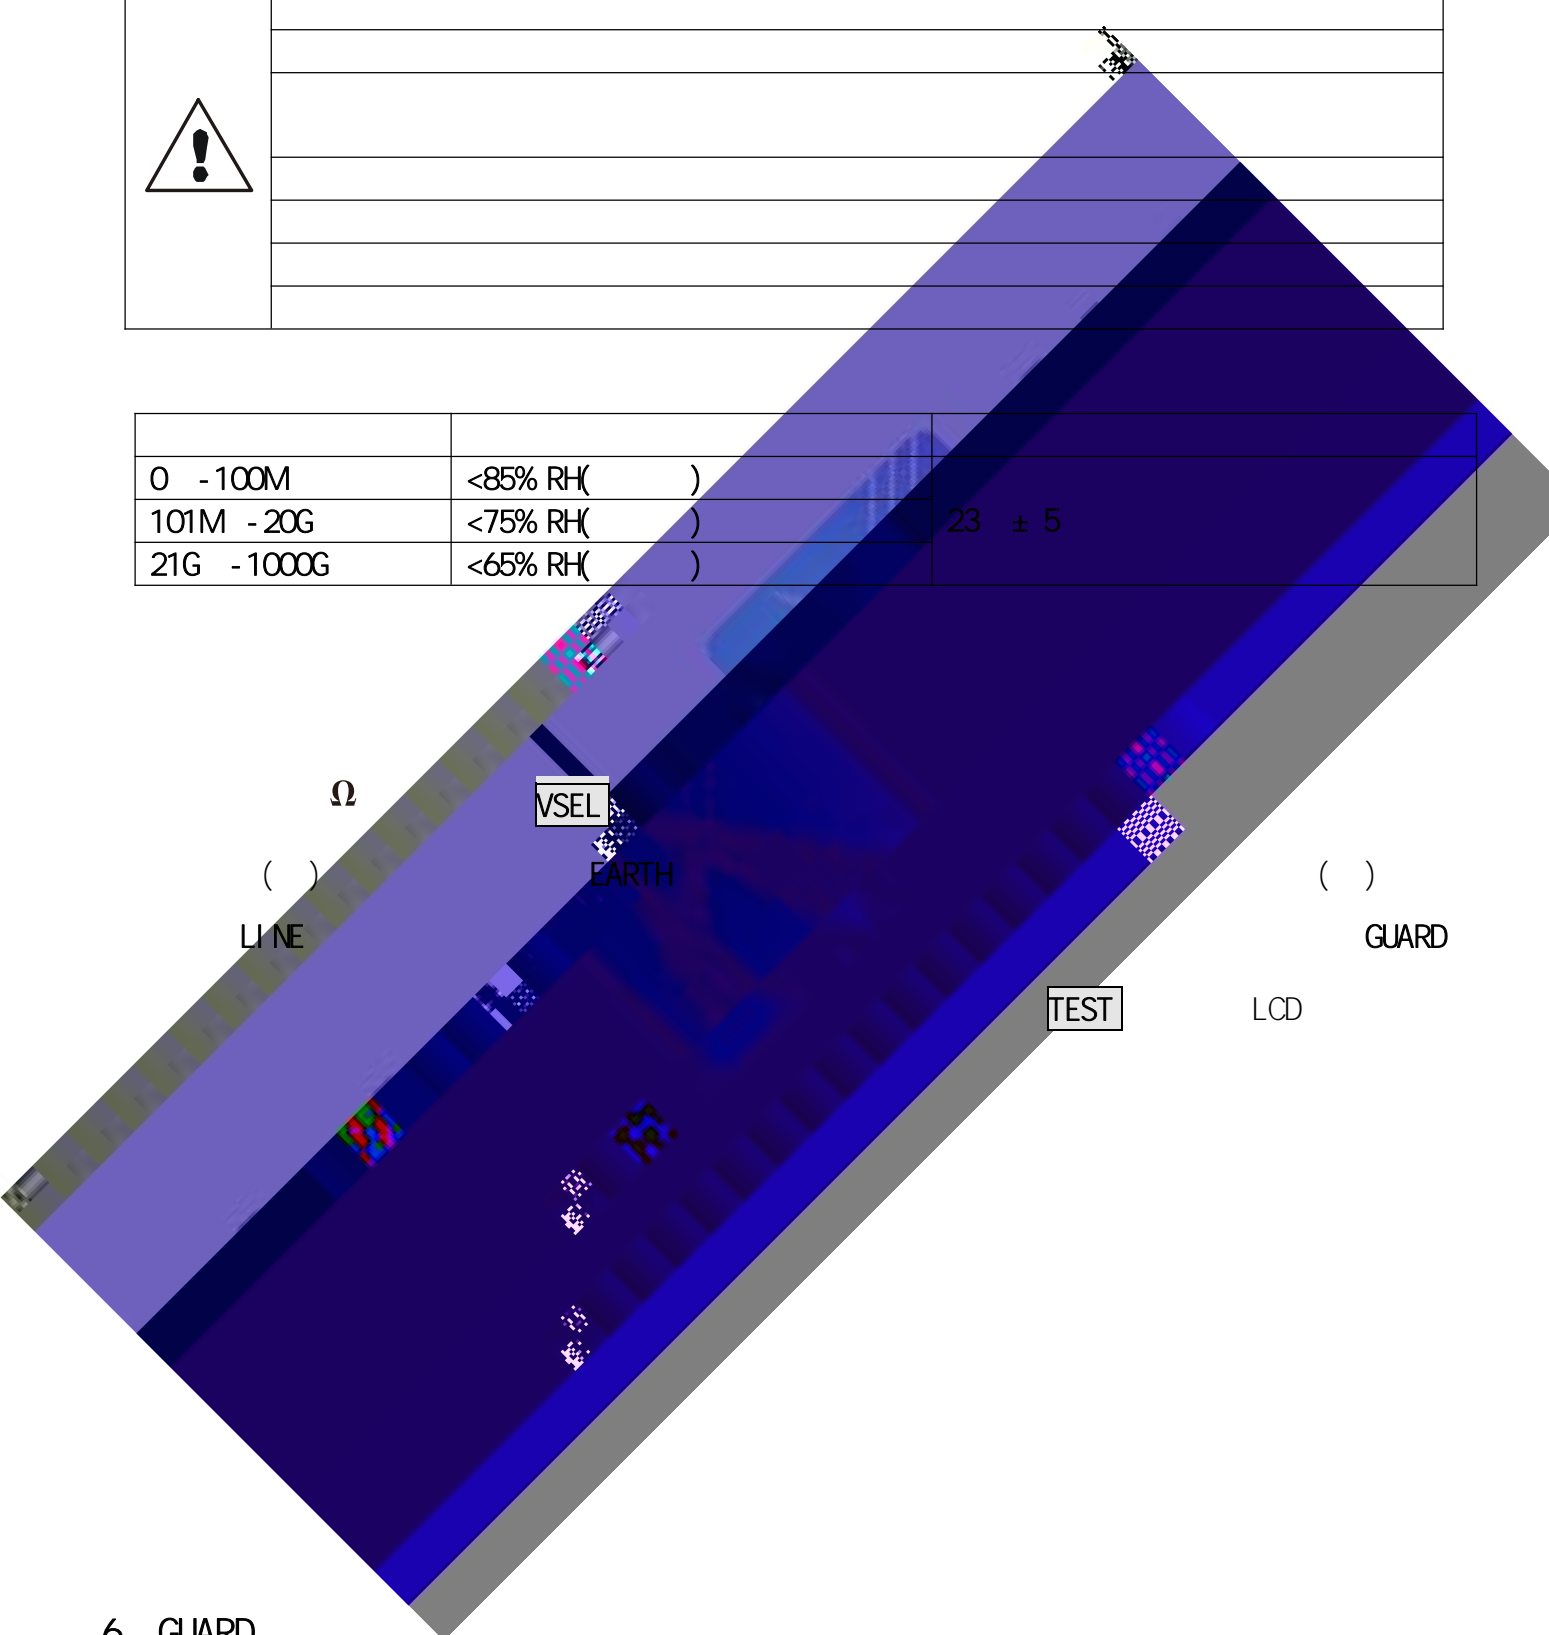 0 -100M <85% RH( )
101M -20G <75% RH( ) 23 ± 5
21G -1000G <65% RH( )
Ω VSEL
( ) EARTH ( )
LINE GUARD
TEST LCD
6 GUARD